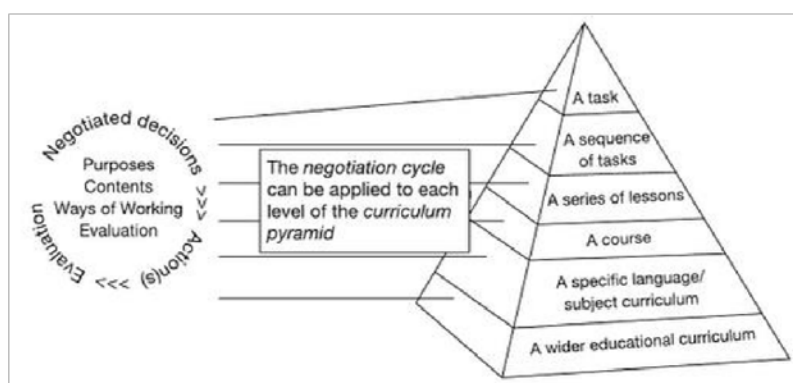 Negotiated decisions >>> Action(s) >>> Evaluation
Purposes
Contents
Ways of Working
Evaluation
The negotiation cycle
can be applied to each
level of the curriculum
pyramid
A task
A sequence
of tasks
A series of lessons
A course
A specific language/
subject curriculum
A wider educational curriculum